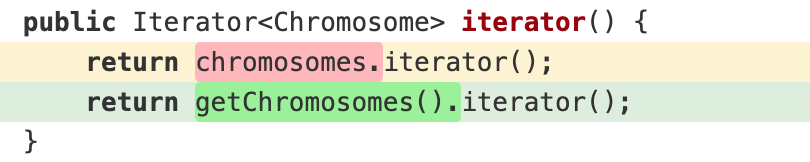 public Iterator<Chromosome> iterator() {
    return chromosomes.iterator();
    return getChromosomes().iterator();
}